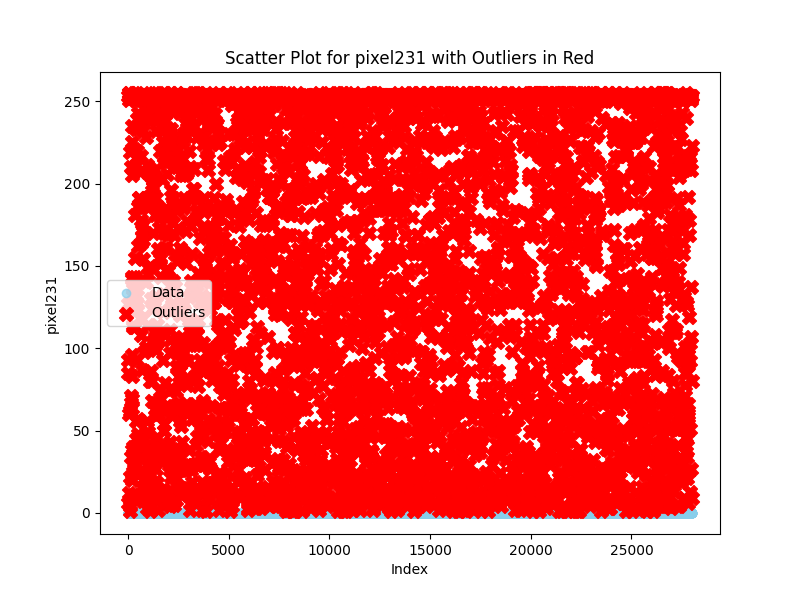 Scatter Plot for pixel231 with Outliers in Red
250
200
150
100
50
0
pixel231
Data
Outliers
0 5000 10000 15000 20000 25000
Index